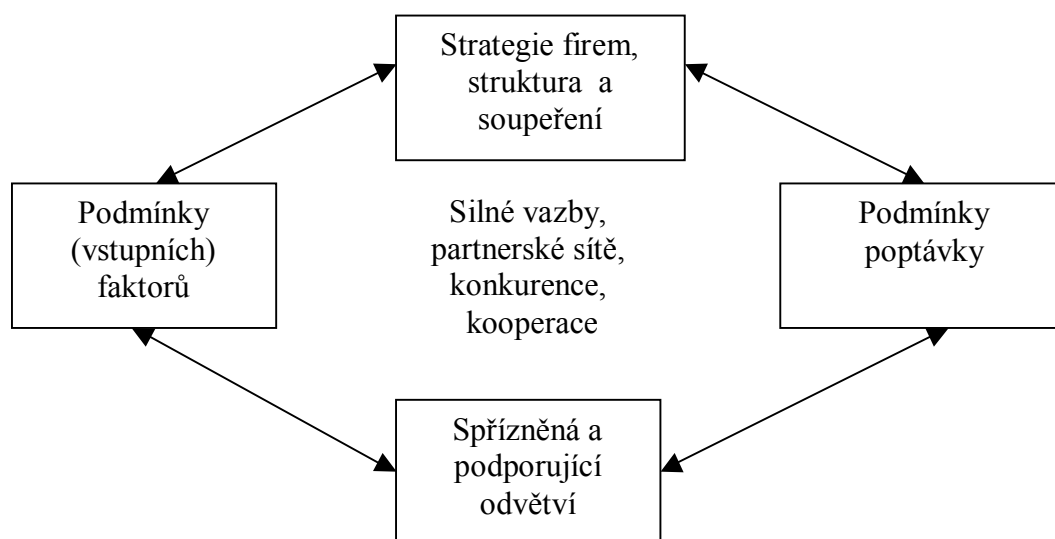 Strategie firem,
struktura a
soupeření
Podmínky
(vstupních)
faktorů
Silné vazby,
partnerské sítě,
konkurence,
kooperace
Podmínky
poptávky
Spřízněná a
podporující
odvětví